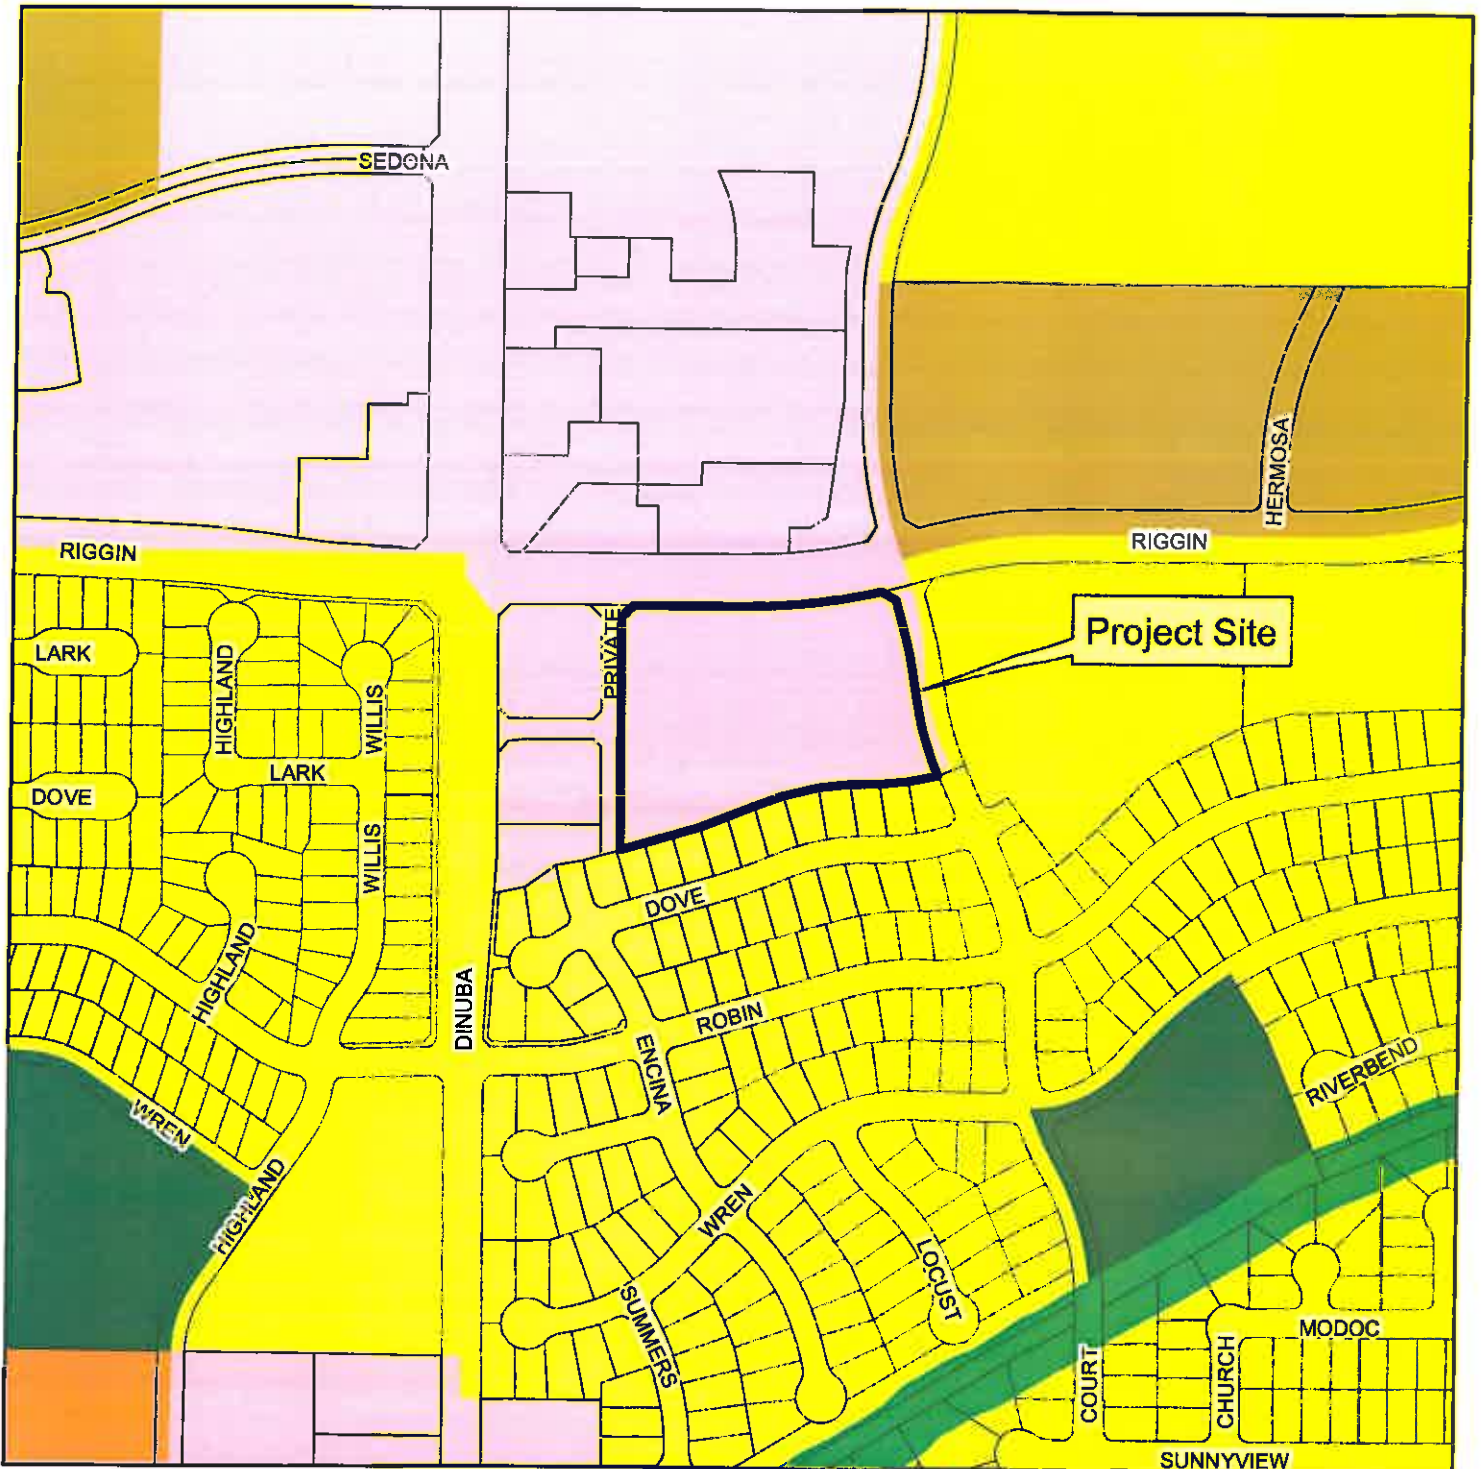 SEDONA
HERMOSA
RIGGIN
RIGGIN
PRIVATE
Project Site
LARK
HIGHLAND
WILLIS
LARK
DOVE
WILLIS
DOVE
HIGHLAND
DINUBA
ROBIN
ENCINA
RIVERBEND
WREN
HIGHLAND
WREN
LOCUST
SUMMERS
MODOC
COURT
CHURCH
SUNNYVIEW